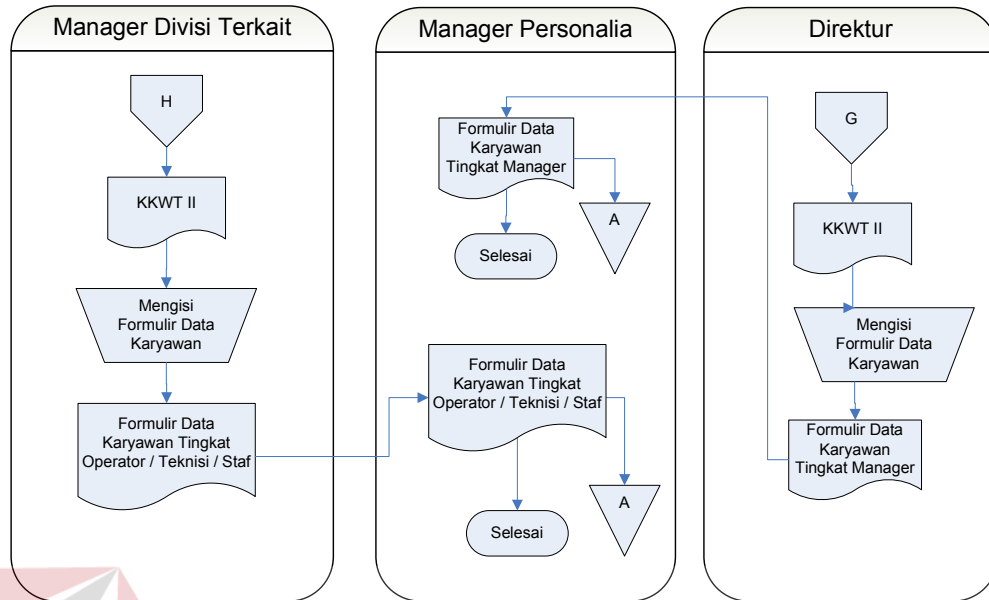 Manager Divisi Terkait
H
KKWT II
Mengisi
Formulir Data
Karyawan
Formulir Data
Karyawan Tingkat
Operator / Teknisi / Staf
Manager Personalia
Formulir Data
Karyawan
Tingkat Manager
A
Selesai
Formulir Data
Karyawan Tingkat
Operator / Teknisi / Staf
A
Selesai
Direktur
G
KKWT II
Mengisi
Formulir Data
Karyawan
Formulir Data
Karyawan
Tingkat Manager